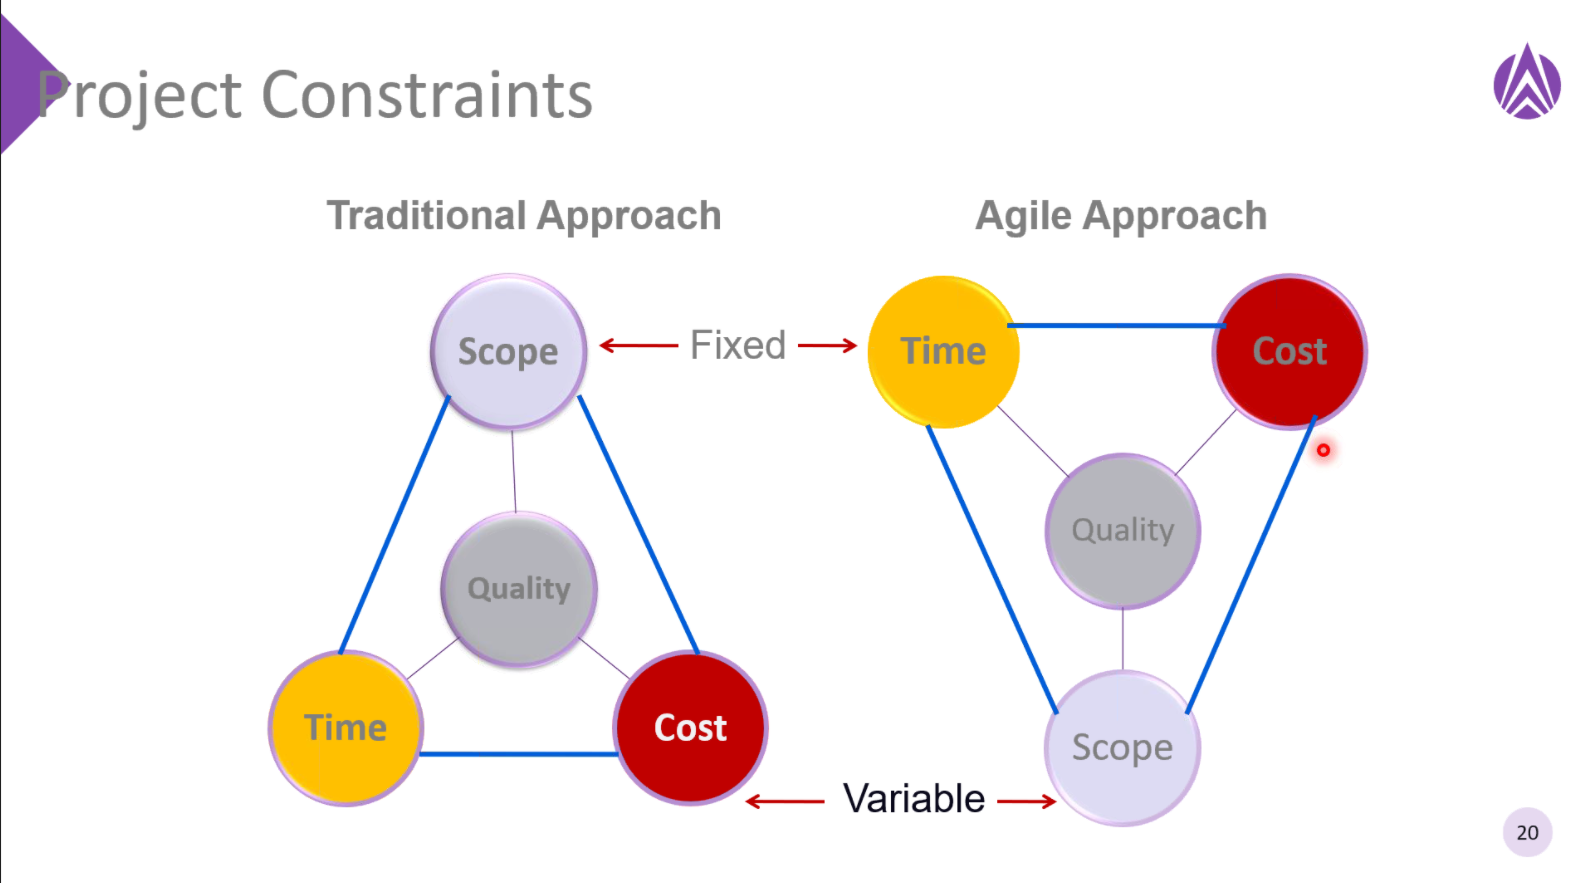 Project Constraints
Traditional Approach
Agile Approach
Scope
Fixed
Time
Cost
Quality
Quality
Time
Cost
Scope
Variable
20